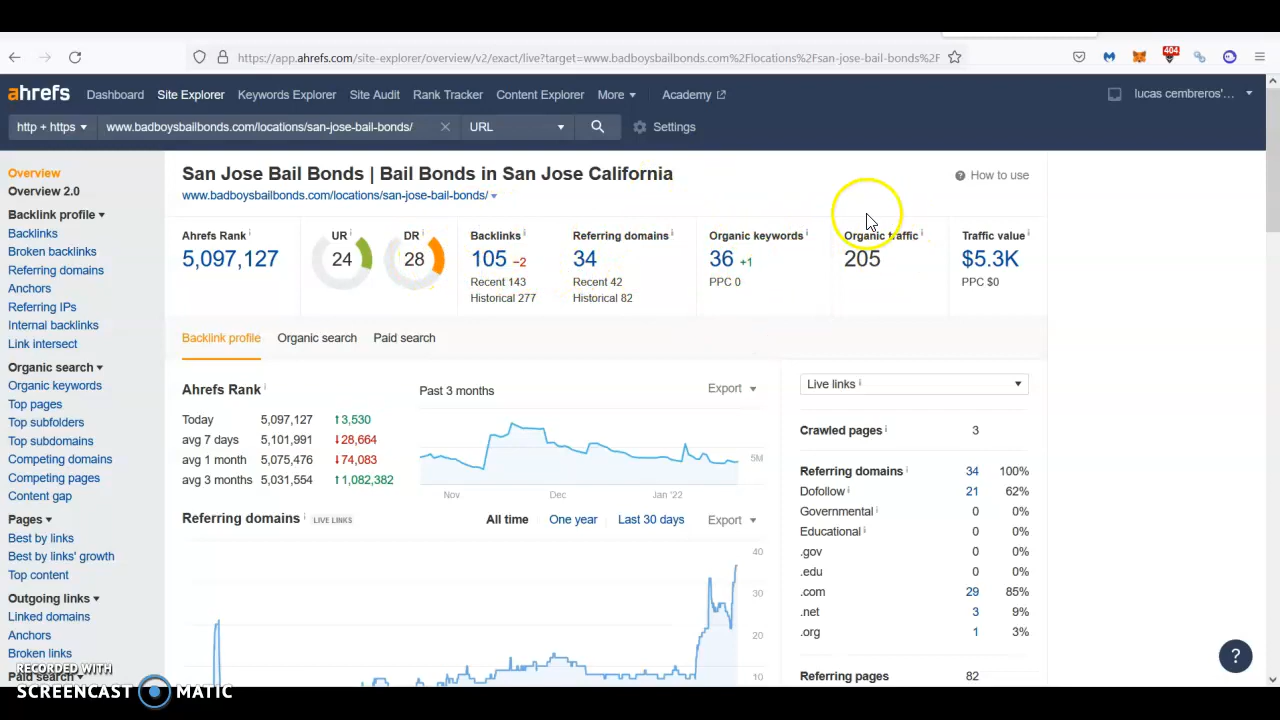 https://app.ahrefs.com/site-explorer/overview/v2/exact/live?target=www.badboysbailbonds.com%2Flocations%2Fsan-jose-bail-bonds%2F
404
ahrefs Dashboard Site Explorer Keywords Explorer Site Audit Rank Tracker Content Explorer More Academy lucas cembreros'...
http + https www.badboysbailbonds.com/locations/san-jose-bail-bonds/ URL Settings
Overview
Overview 2.0
Backlink profile
Backlinks
Broken backlinks
Referring domains
Anchors
Referring IPs
Internal backlinks
Link intersect
Organic search
Organic keywords
Top pages
Top subfolders
Top subdomains
Competing domains
Competing pages
Content gap
Pages
Best by links
Best by links' growth
Top content
Outgoing links
Linked domains
Anchors
Broken links
Paid search
San Jose Bail Bonds | Bail Bonds in San Jose California
How to use
www.badboysbailbonds.com/locations/san-jose-bail-bonds/
Ahrefs Rank UR DR Backlinks Referring domains Organic keywords Organic traffic Traffic value
5,097,127 24 28 105 –2 34 36 +1 205 $5.3K
Recent 143 Recent 42 PPC 0 PPC $0
Historical 277 Historical 82
Backlink profile Organic search Paid search
Ahrefs Rank Past 3 months Export
Today 5,097,127 ↑3,530
avg 7 days 5,101,991 ↓28,664
avg 1 month 5,075,476 ↓74,083
avg 3 months 5,031,554 ↑1,082,382
5M
Nov Dec Jan '22
Referring domains LIVE LINKS All time One year Last 30 days Export
40
30
20
10
Live links
Crawled pages 3
Referring domains 34 100%
Dofollow 21 62%
Governmental 0 0%
Educational 0 0%
.gov 0 0%
.edu 0 0%
.com 29 85%
.net 3 9%
.org 1 3%
Referring pages 82
?
RECORDED WITH
SCREENCAST MATIC